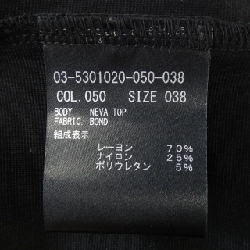 03-5301020-050-038
COL.050 SIZE 038
BODY NEVA TOP
FABRIC. BOND
組成表示
レーヨン 70%
ナイロン 25%
ポリウレタン 5%